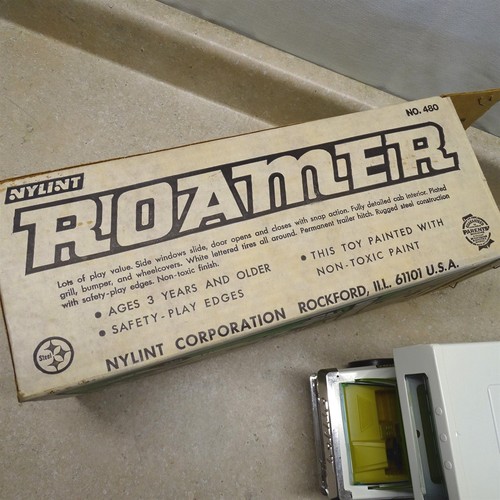 NO. 480
NYLINT
ROAMER
Lots of play value. Side windows slide, door opens and closes with snap action. Fully detailed cab interior. Plated
grill, bumper, and wheelcovers. White lettered tires all around. Permanent trailer hitch. Rugged steel construction
with safety-play edges. Non-toxic finish.
• AGES 3 YEARS AND OLDER
• SAFETY-PLAY EDGES
• THIS TOY PAINTED WITH
NON-TOXIC PAINT
PARENTS'
Steel
NYLINT CORPORATION ROCKFORD, ILL. 61101 U.S.A.